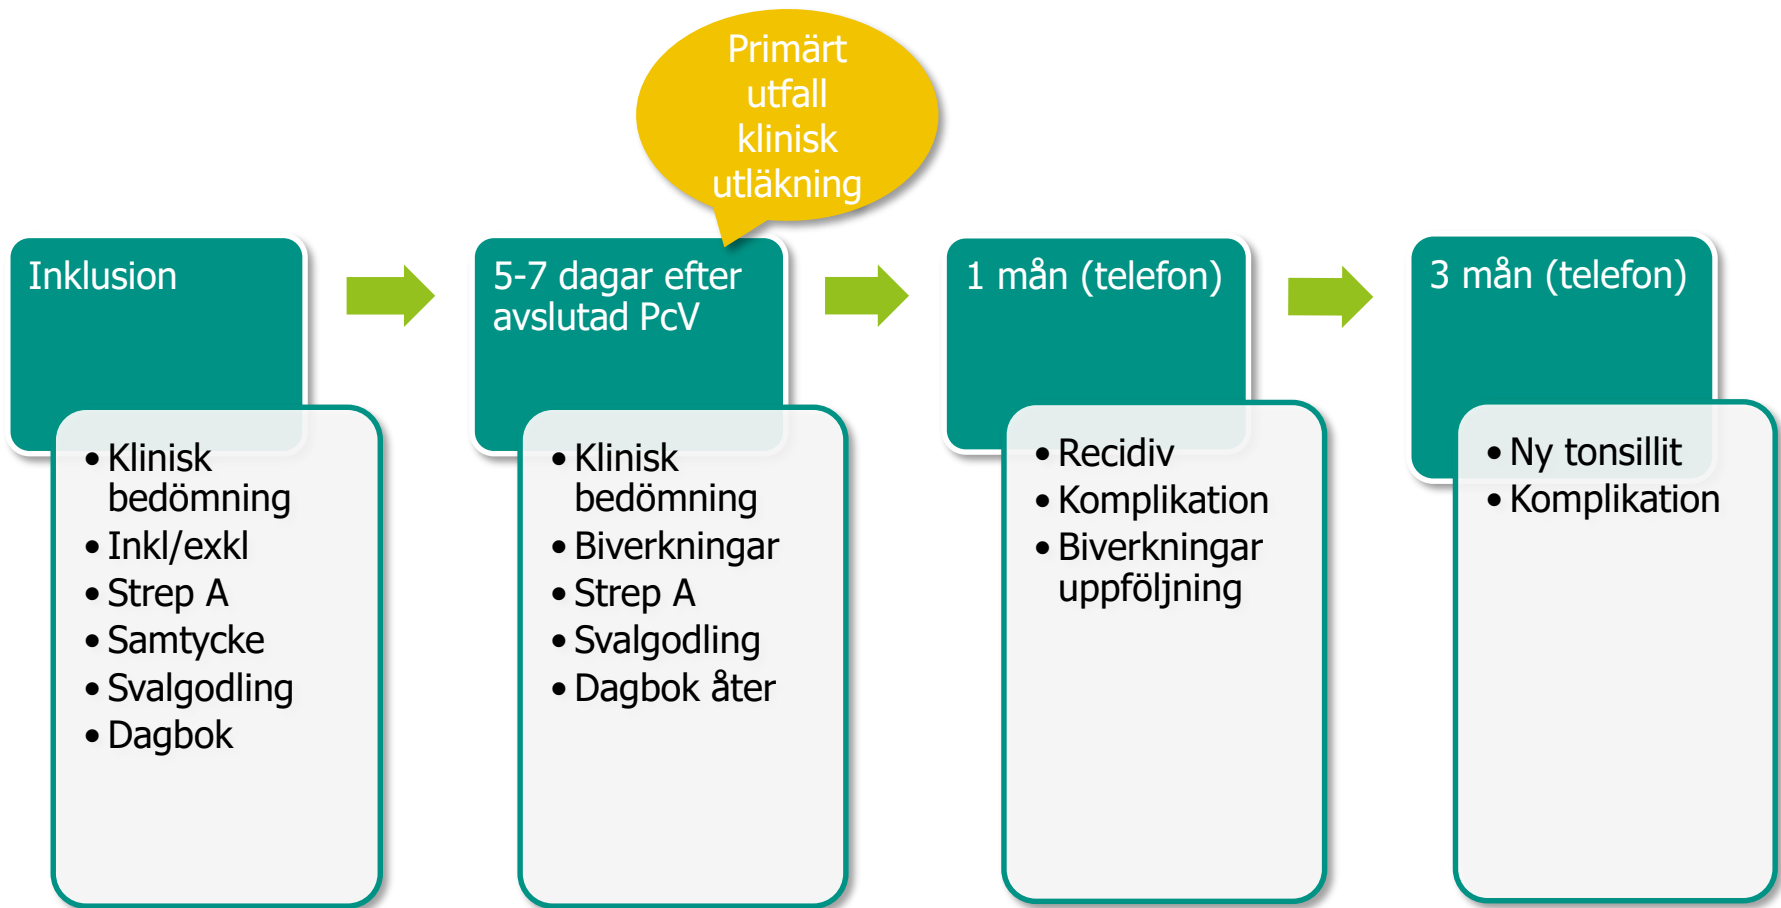 Primärt
utfall
klinisk
utläkning
Inklusion
• Klinisk
bedömning
• Inkl/exkl
• Strep A
• Samtycke
• Svalgodling
• Dagbok
5-7 dagar efter
avslutad PcV
• Klinisk
bedömning
• Biverkningar
• Strep A
• Svalgodling
• Dagbok åter
1 mån (telefon)
• Recidiv
• Komplikation
• Biverkningar
uppföljning
3 mån (telefon)
• Ny tonsillit
• Komplikation